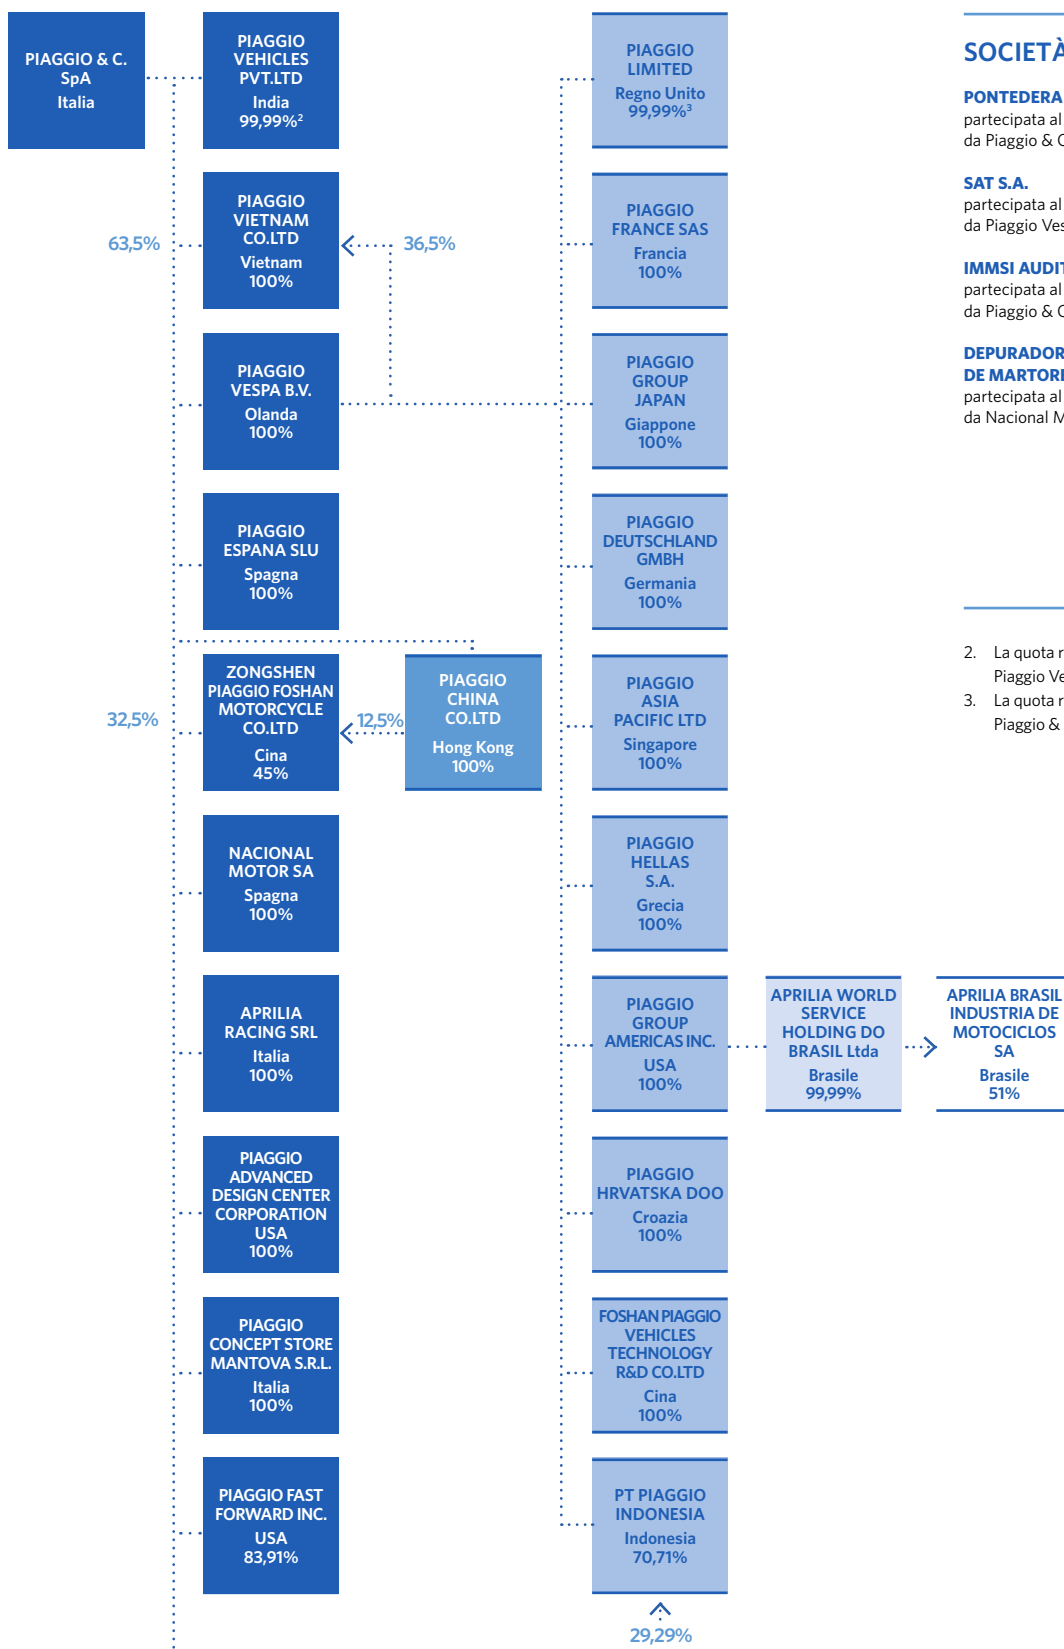 PIAGGIO & C.
SpA
Italia
PIAGGIO
VEHICLES
PVT.LTD
India
99,99%²
63,5%
PIAGGIO
VIETNAM
CO.LTD
Vietnam
100%
36,5%
PIAGGIO
VESPA B.V.
Olanda
100%
PIAGGIO
ESPANA SLU
Spagna
100%
32,5%
ZONGSHEN
PIAGGIO FOSHAN
MOTORCYCLE
CO.LTD
Cina
45%
12,5%
PIAGGIO
CHINA
CO.LTD
Hong Kong
100%
NACIONAL
MOTOR SA
Spagna
100%
APRILIA
RACING SRL
Italia
100%
PIAGGIO
ADVANCED
DESIGN CENTER
CORPORATION
USA
100%
PIAGGIO
CONCEPT STORE
MANTOVA S.R.L.
Italia
100%
PIAGGIO FAST
FORWARD INC.
USA
83,91%
PIAGGIO
LIMITED
Regno Unito
99,99%³
PIAGGIO
FRANCE SAS
Francia
100%
PIAGGIO
GROUP
JAPAN
Giappone
100%
PIAGGIO
DEUTSCHLAND
GMBH
Germania
100%
PIAGGIO
ASIA
PACIFIC LTD
Singapore
100%
PIAGGIO
HELLAS
S.A.
Grecia
100%
PIAGGIO
GROUP
AMERICAS INC.
USA
100%
APRILIA WORLD
SERVICE
HOLDING DO
BRASIL Ltda
Brasile
99,99%
APRILIA BRASIL
INDUSTRIA DE
MOTOCICLOS
SA
Brasile
51%
PIAGGIO
HRVATSKA DOO
Croazia
100%
FOSHAN PIAGGIO
VEHICLES
TECHNOLOGY
R&D CO.LTD
Cina
100%
PT PIAGGIO
INDONESIA
Indonesia
70,71%
29,29%
SOCIETÀ
PONTEDERA
partecipata al
da Piaggio & C
SAT S.A.
partecipata al
da Piaggio Ves
IMMSI AUDIT
partecipata al
da Piaggio & C
DEPURADOR
DE MARTORE
partecipata al
da Nacional M
2. La quota r
Piaggio Ve
3. La quota r
Piaggio &